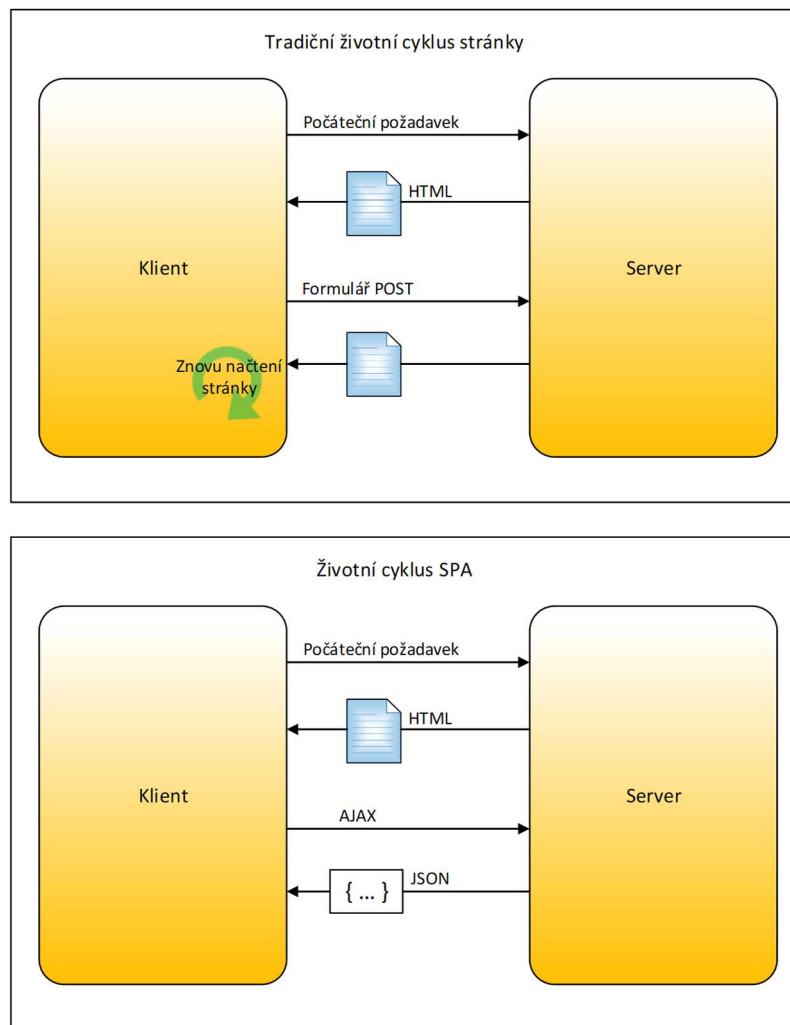 Tradiční životní cyklus stránky
Počáteční požadavek
HTML
Klient
Server
Formulář POST
Znovu načtení
stránky
Životní cyklus SPA
Počáteční požadavek
HTML
Klient
Server
AJAX
JSON
{ ... }